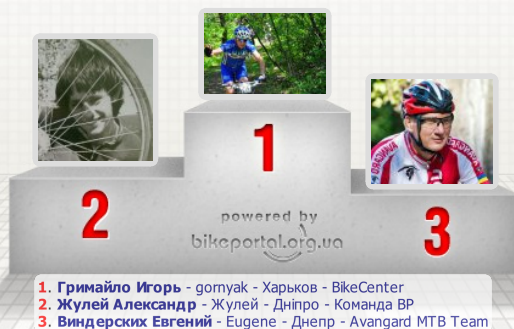 1
2
3
powered by
bikeportal.org.ua
1. Гримайло Игорь - gornyak - Харьков - BikeCenter
2. Жулей Александр - Жулей - Дніпро - Команда ВР
3. Виндерских Евгений - Eugene - Днепр - Avangard MTB Team